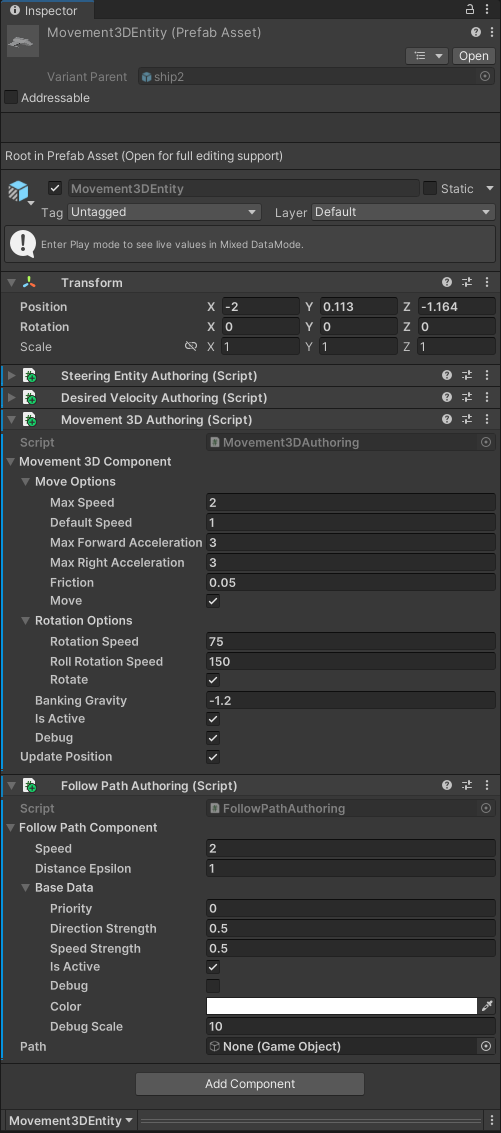 Inspector
Movement3DEntity (Prefab Asset)
Open
Variant Parent ship2
Addressable
Root in Prefab Asset (Open for full editing support)
Movement3DEntity Static
Tag Untagged Layer Default
Enter Play mode to see live values in Mixed DataMode.
Transform
Position X -2 Y 0.113 Z -1.164
Rotation X 0 Y 0 Z 0
Scale X 1 Y 1 Z 1
Steering Entity Authoring (Script)
Desired Velocity Authoring (Script)
Movement 3D Authoring (Script)
Script Movement3DAuthoring
Movement 3D Component
Move Options
Max Speed 2
Default Speed 1
Max Forward Acceleration 3
Max Right Acceleration 3
Friction 0.05
Move
Rotation Options
Rotation Speed 75
Roll Rotation Speed 150
Rotate
Banking Gravity -1.2
Is Active
Debug
Update Position
Follow Path Authoring (Script)
Script FollowPathAuthoring
Follow Path Component
Speed 2
Distance Epsilon 1
Base Data
Priority 0
Direction Strength 0.5
Speed Strength 0.5
Is Active
Debug
Color
Debug Scale 10
Path None (Game Object)
Add Component
Movement3DEntity